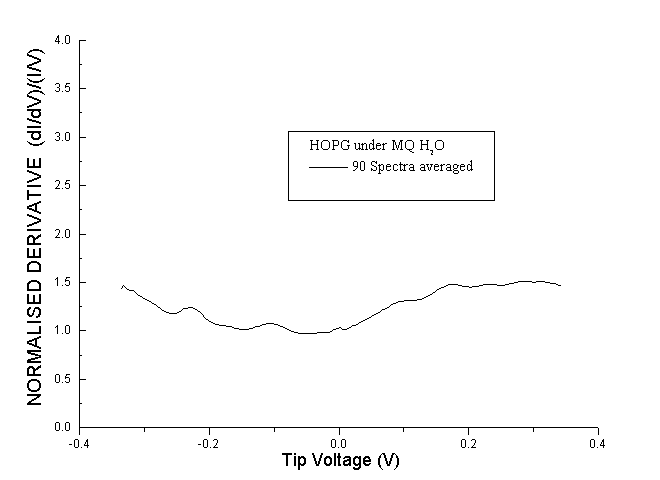 4.0
3.5
3.0
2.5
2.0
1.5
1.0
0.5
0.0
NORMALISED DERIVATIVE (dI/dV)/(I/V)
HOPG under MQ H₂O
90 Spectra averaged
-0.4 -0.2 0.0 0.2 0.4
Tip Voltage (V)